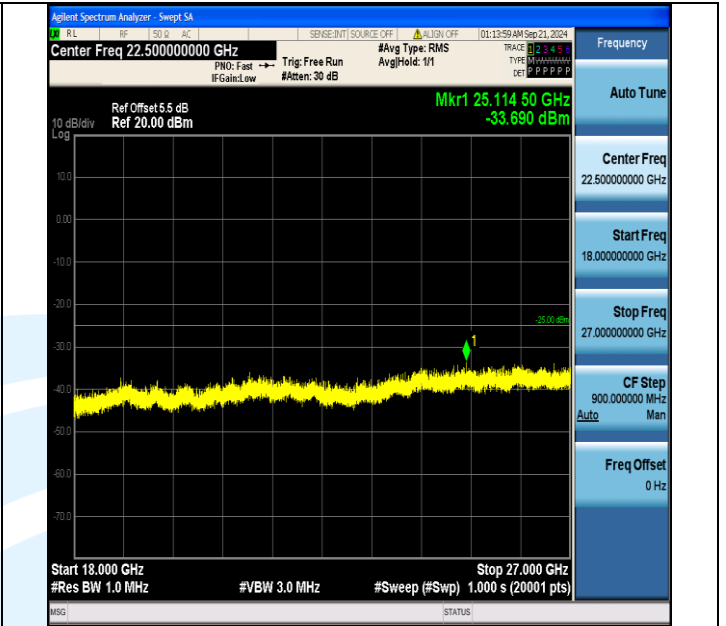 Agilent Spectrum Analyzer - Swept SA
RL RF 50 Ω AC SENSE:INT SOURCE OFF ALIGN OFF 01:13:59 AM Sep 21, 2024
Center Freq 22.500000000 GHz
PNO: Fast
IFGain:Low
Trig: Free Run
#Atten: 30 dB
#Avg Type: RMS
Avg|Hold: 1/1
TRACE 1 2 3 4 5 6
TYPE
DET P P P P P P
Mkr1 25.114 50 GHz
-33.690 dBm
Ref Offset 5.5 dB
10 dB/div Ref 20.00 dBm
Log
10.0
0.00
-10.0
-20.0
-25.00 dBm
-30.0
1
-40.0
-50.0
-60.0
-70.0
Start 18.000 GHz Stop 27.000 GHz
#Res BW 1.0 MHz #VBW 3.0 MHz #Sweep (#Swp) 1.000 s (20001 pts)
MSG STATUS
Frequency
Auto Tune
Center Freq
22.500000000 GHz
Start Freq
18.000000000 GHz
Stop Freq
27.000000000 GHz
CF Step
900.000000 MHz
Auto Man
Freq Offset
0 Hz